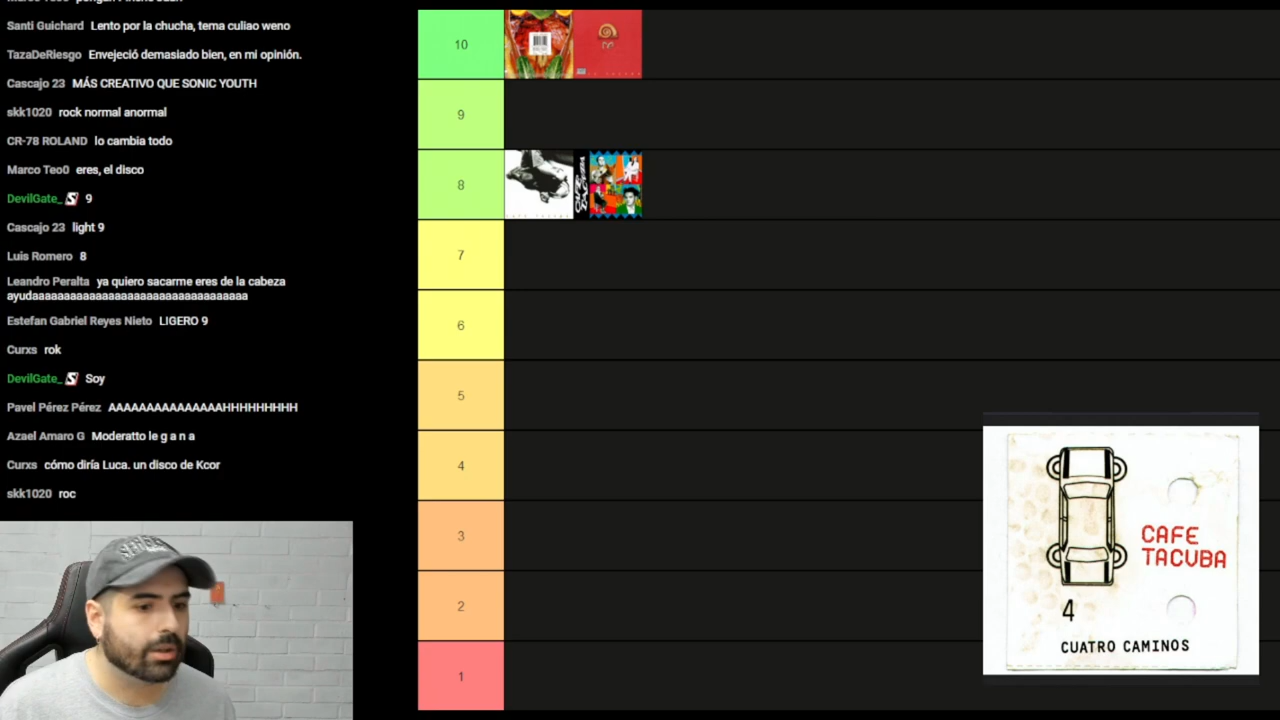 Santi Guichard Lento por la chucha, tema culiao weno
TazaDeRiesgo Envejeció demasiado bien, en mi opinión.
Cascajo 23 MÁS CREATIVO QUE SONIC YOUTH
skk1020 rock normal anormal
CR-78 ROLAND lo cambia todo
Marco Teo0 eres, el disco
DevilGate_ S 9
Cascajo 23 light 9
Luis Romero 8
Leandro Peralta ya quiero sacarme eres de la cabeza
ayudaaaaaaaaaaaaaaaaaaaaaaaaaaaaaaaaaaa
Estefan Gabriel Reyes Nieto LIGERO 9
Curxs rok
DevilGate_ S Soy
Pavel Pérez Pérez AAAAAAAAAAAAAAAHHHHHHHHH
Azael Amaro G Moderatto le g a n a
Curxs cómo diría Luca. un disco de Kcor
skk1020 roc
10
9
8
7
6
5
4
3
2
1
CAFE
TACVBA
4
CUATRO CAMINOS